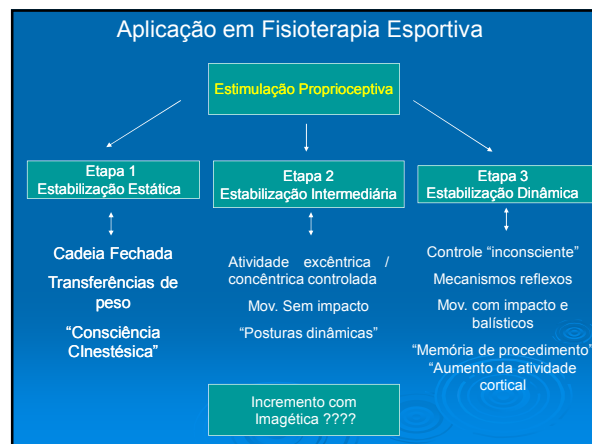 Aplicação em Fisioterapia Esportiva
Estimulação Proprioceptiva
Etapa 1
Estabilização Estática
Cadeia Fechada
Transferências de
peso
“Consciência
CInestésica”
Etapa 2
Estabilização Intermediária
Atividade excêntrica /
concêntrica controlada
Mov. Sem impacto
“Posturas dinâmicas”
Etapa 3
Estabilização Dinâmica
Controle “inconsciente”
Mecanismos reflexos
Mov. com impacto e
balísticos
“Memória de procedimento”
“Aumento da atividade
cortical
Incremento com
Imagética ????